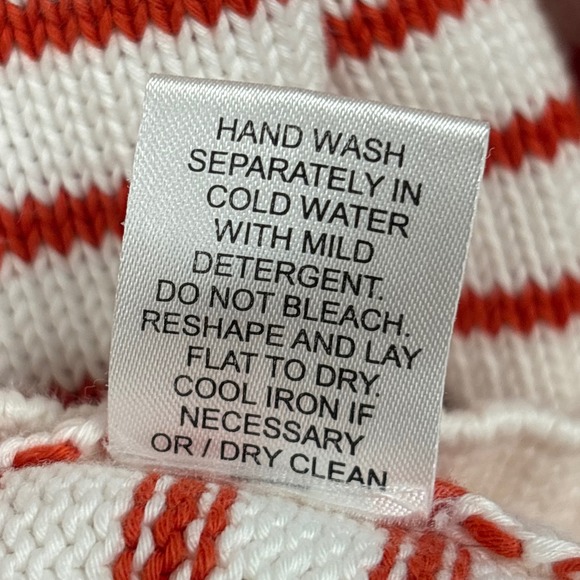 HAND WASH
SEPARATELY IN
COLD WATER
WITH MILD
DETERGENT.
DO NOT BLEACH.
RESHAPE AND LAY
FLAT TO DRY.
COOL IRON IF
NECESSARY
OR / DRY CLEAN